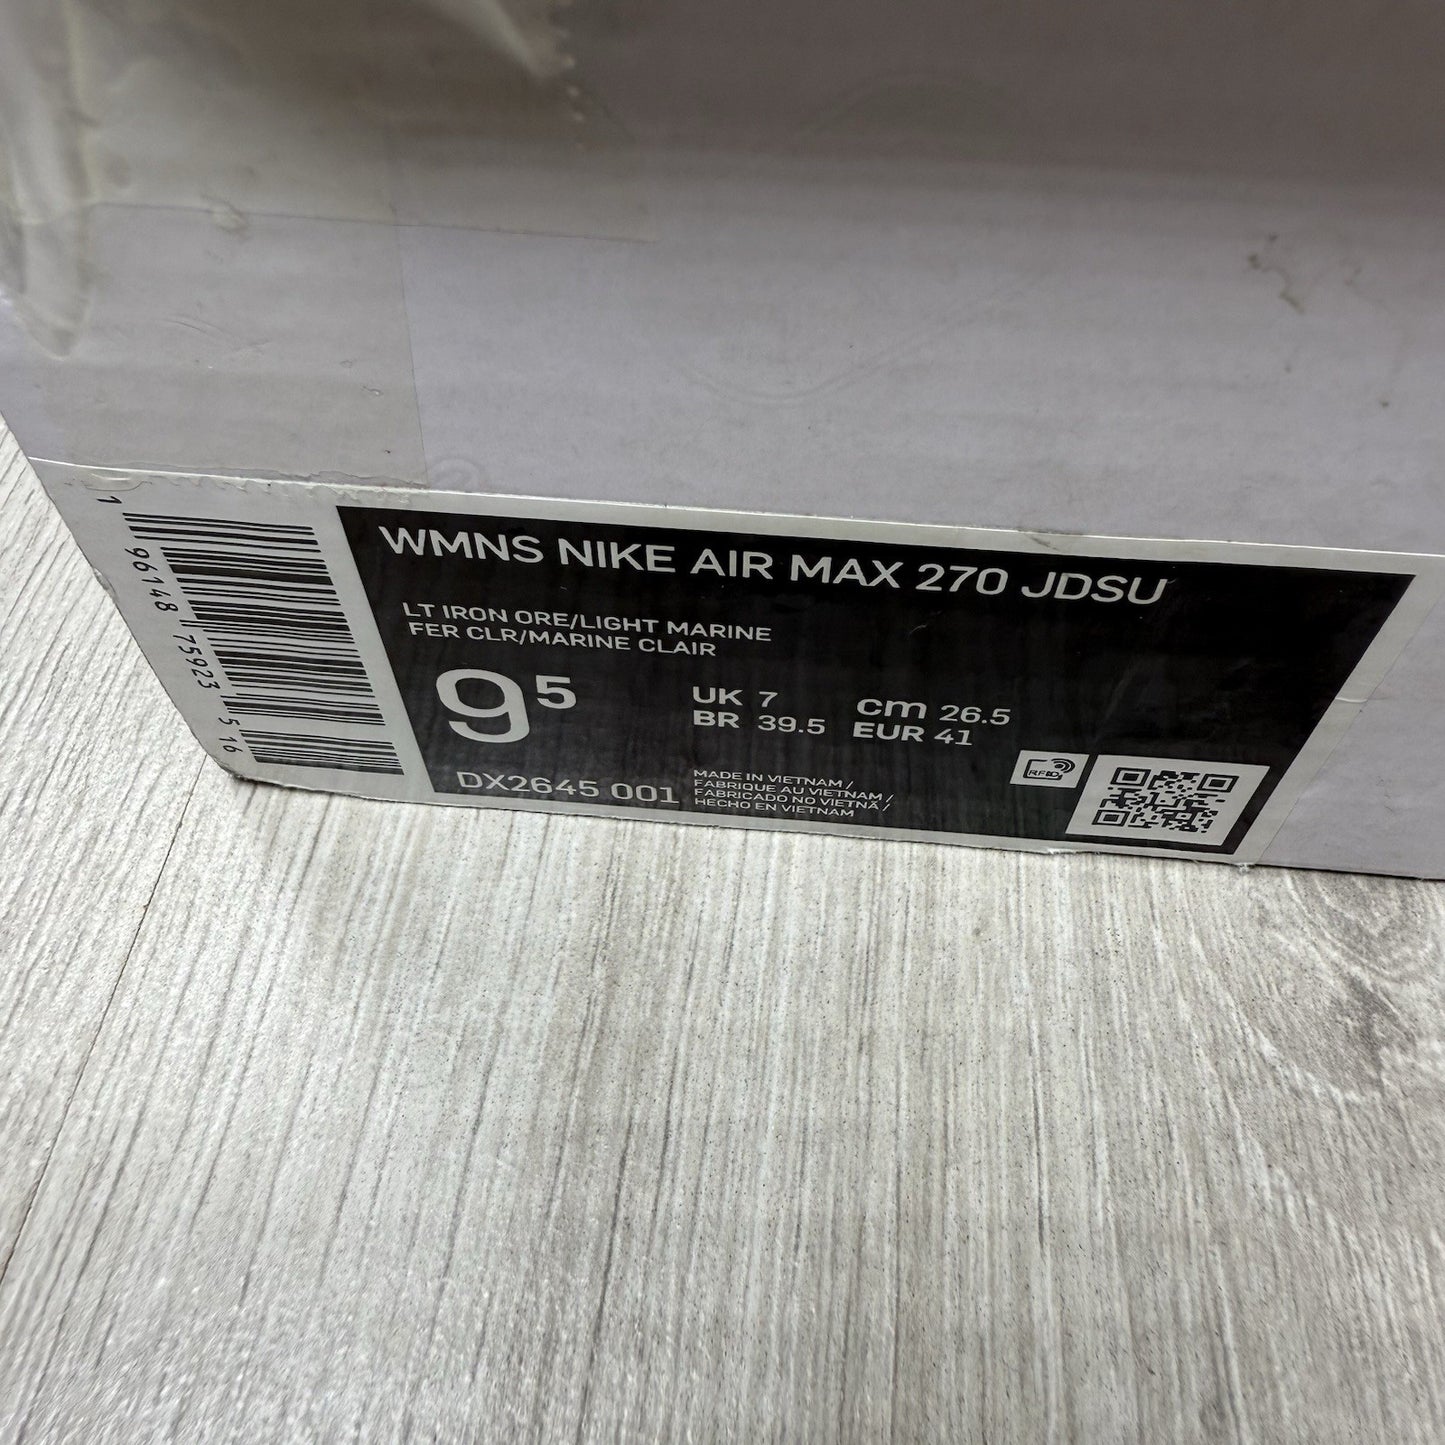 WMNS NIKE AIR MAX 270 JDSU
LT IRON ORE/LIGHT MARINE
FER CLR/MARINE CLAIR
9 5
UK 7
BR 39.5
cm 26.5
EUR 41
DX2645 001
MADE IN VIETNAM /
FABRIQUE AU VIETNAM /
FABRICADO NO VIETNÃ /
HECHO EN VIETNAM
RFID
1 96148 75923 5 16